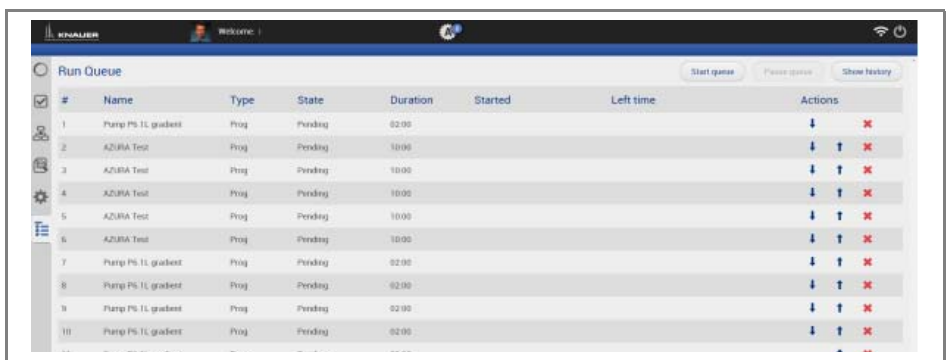 KNAUER Welcome: A
Run Queue Start queue Pause queue Show history
# Name Type State Duration Started Left time Actions
1 Pump P6.1L gradient Prog Pending 02:00
2 AZURA Test Prog Pending 10:00
3 AZURA Test Prog Pending 10:00
4 AZURA Test Prog Pending 10:00
5 AZURA Test Prog Pending 10:00
6 AZURA Test Prog Pending 10:00
7 Pump P6.1L gradient Prog Pending 02:00
8 Pump P6.1L gradient Prog Pending 02:00
9 Pump P6.1L gradient Prog Pending 02:00
10 Pump P6.1L gradient Prog Pending 02:00